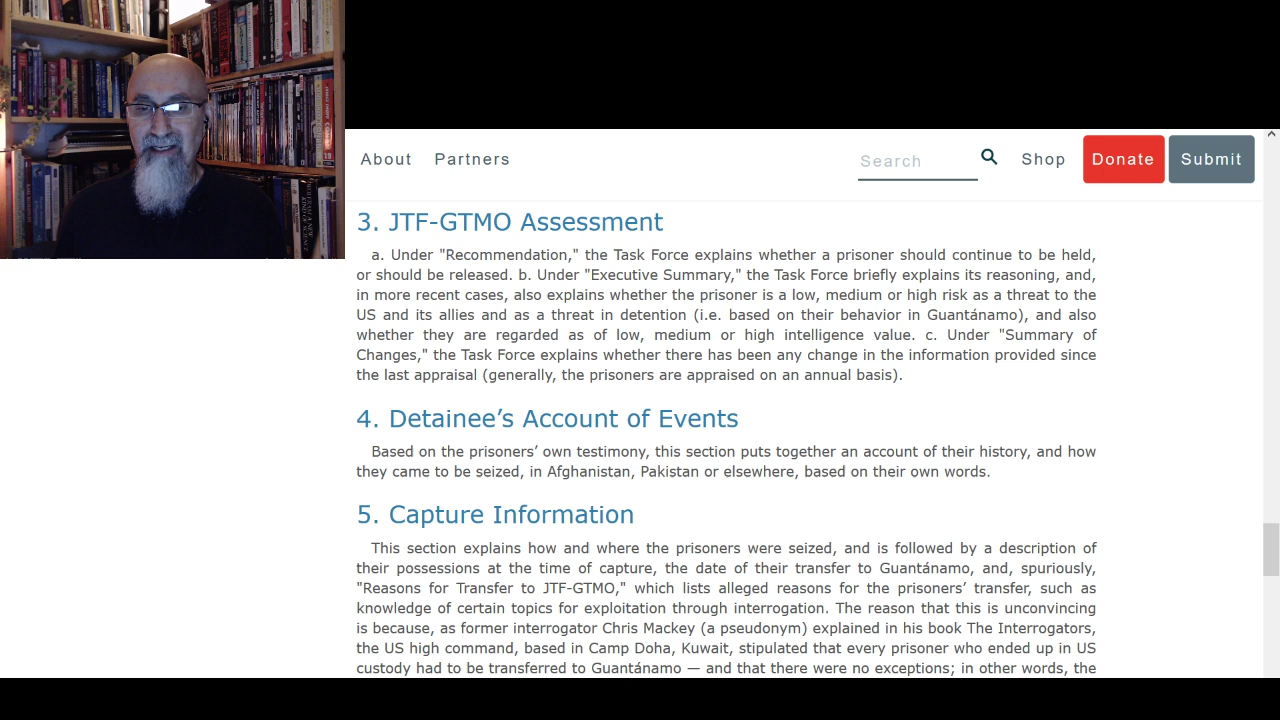 About
Partners
Search
Shop
Donate
Submit
3. JTF-GTMO Assessment
a. Under "Recommendation," the Task Force explains whether a prisoner should continue to be held,
or should be released. b. Under "Executive Summary," the Task Force briefly explains its reasoning, and,
in more recent cases, also explains whether the prisoner is a low, medium or high risk as a threat to the
US and its allies and as a threat in detention (i.e. based on their behavior in Guantánamo), and also
whether they are regarded as of low, medium or high intelligence value. c. Under "Summary of
Changes," the Task Force explains whether there has been any change in the information provided since
the last appraisal (generally, the prisoners are appraised on an annual basis).
4. Detainee’s Account of Events
Based on the prisoners’ own testimony, this section puts together an account of their history, and how
they came to be seized, in Afghanistan, Pakistan or elsewhere, based on their own words.
5. Capture Information
This section explains how and where the prisoners were seized, and is followed by a description of
their possessions at the time of capture, the date of their transfer to Guantánamo, and, spuriously,
"Reasons for Transfer to JTF-GTMO," which lists alleged reasons for the prisoners’ transfer, such as
knowledge of certain topics for exploitation through interrogation. The reason that this is unconvincing
is because, as former interrogator Chris Mackey (a pseudonym) explained in his book The Interrogators,
the US high command, based in Camp Doha, Kuwait, stipulated that every prisoner who ended up in US
custody had to be transferred to Guantánamo — and that there were no exceptions; in other words, the